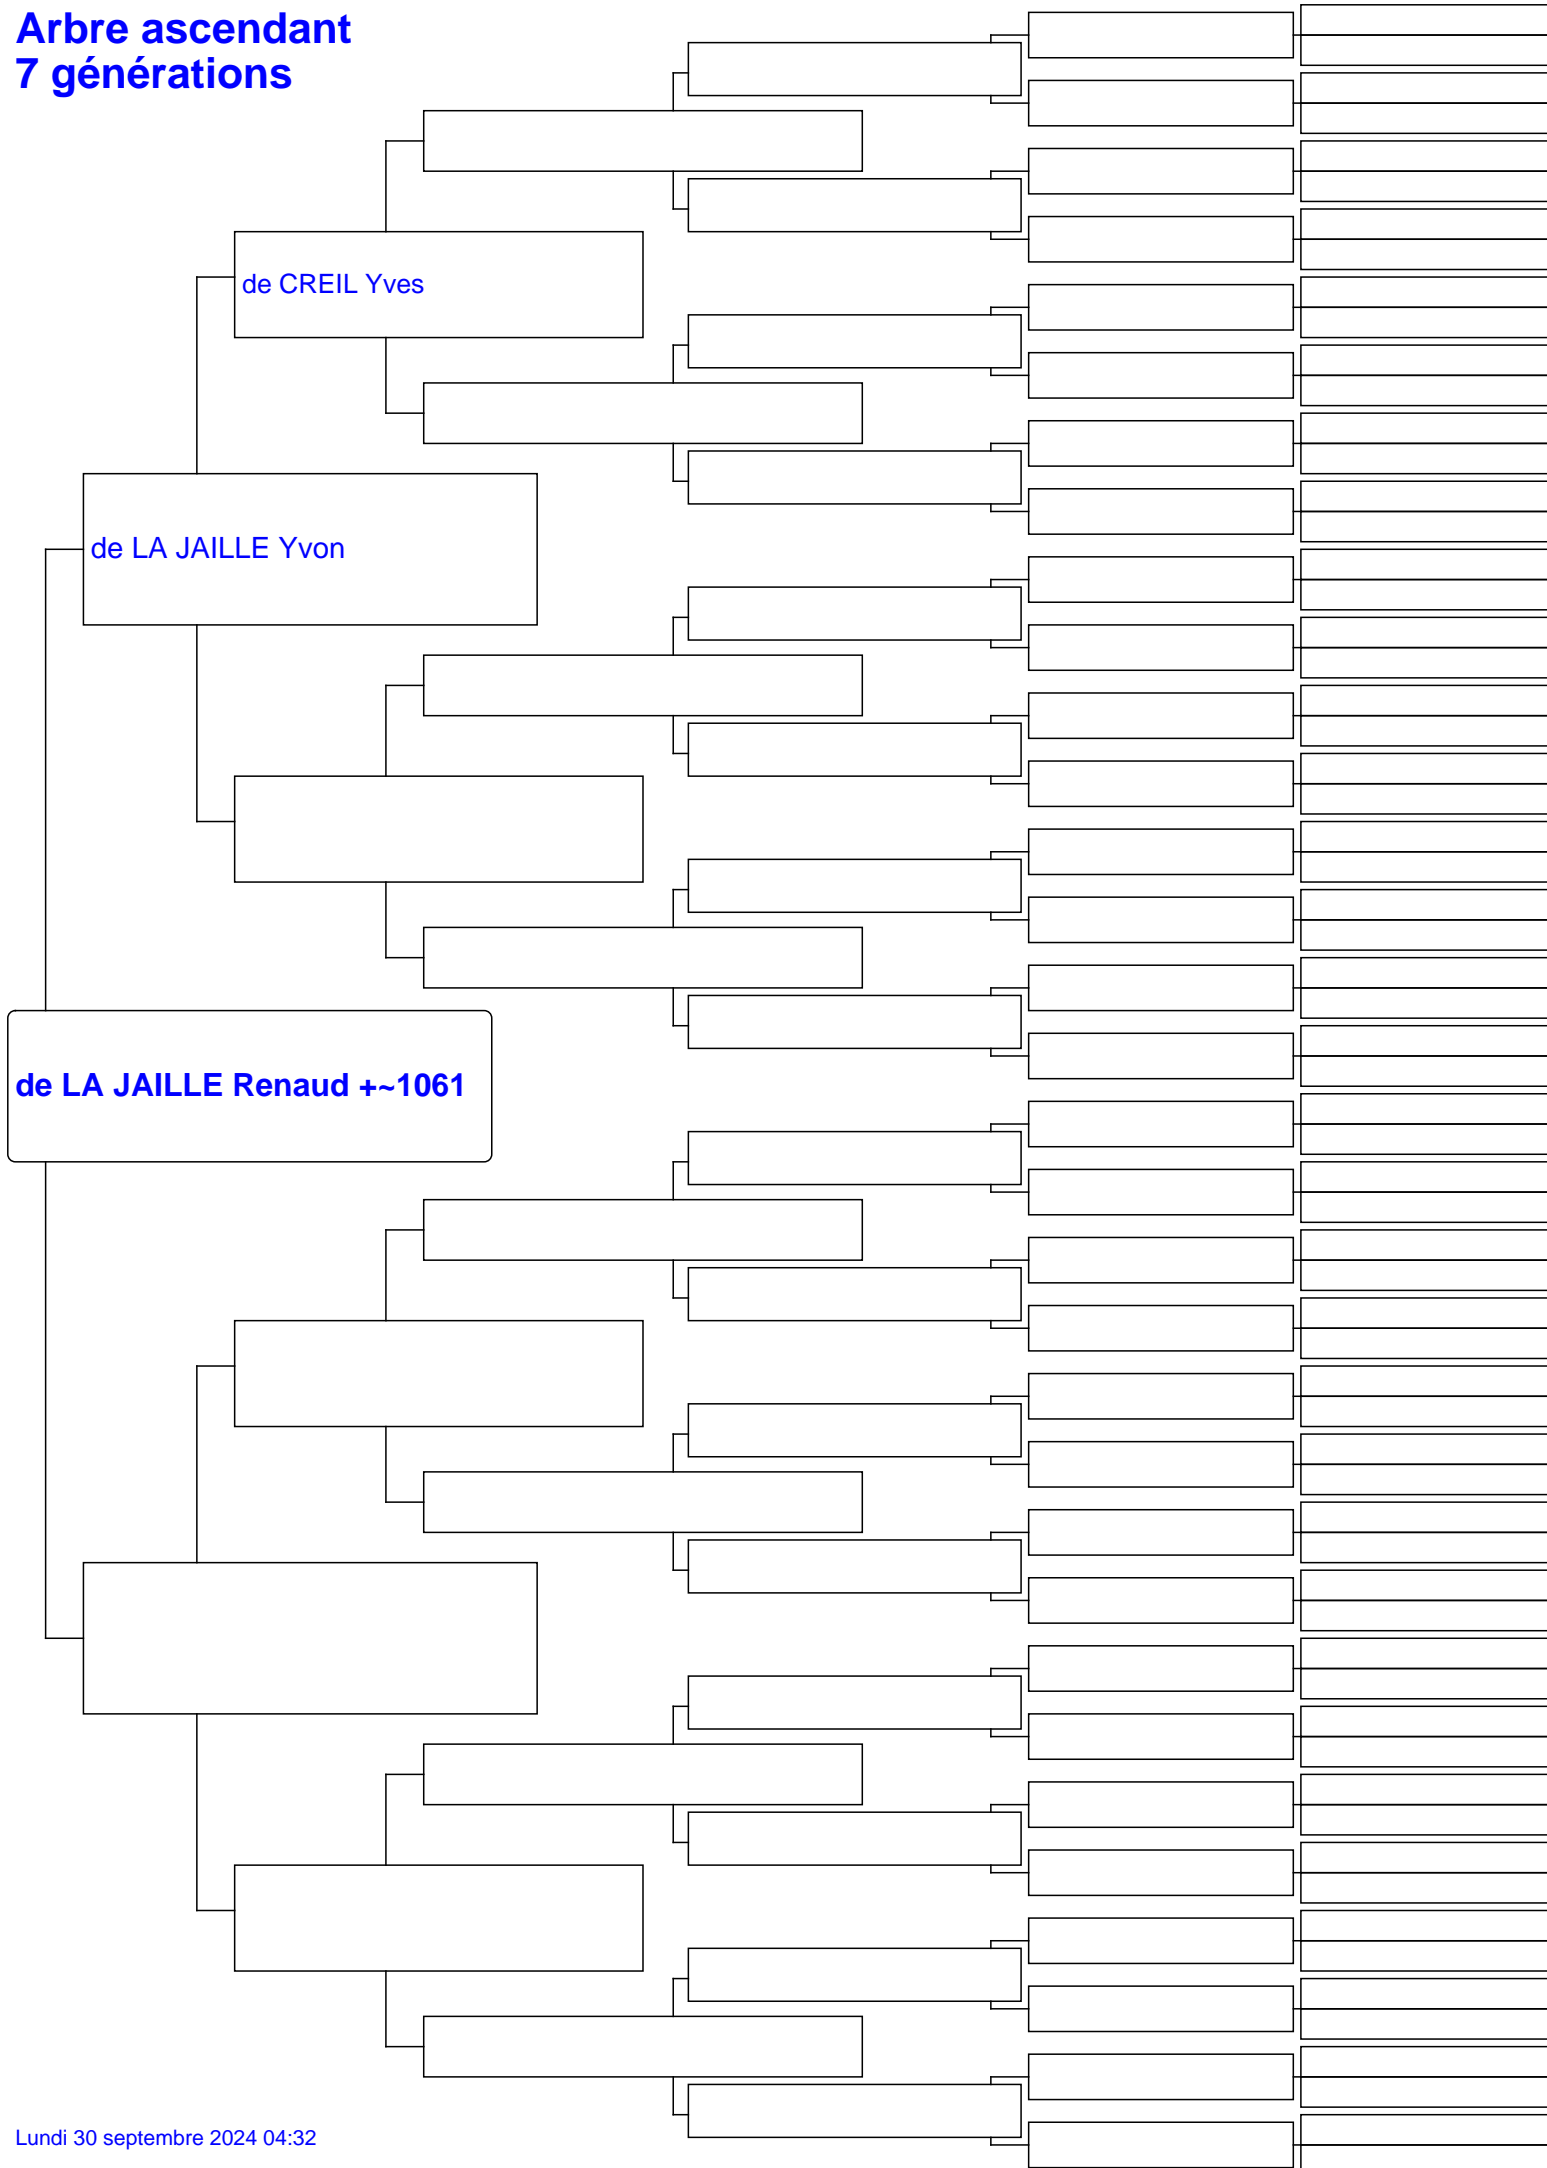 Arbre ascendant
7 générations
de CREIL Yves
de LA JAILLE Yvon
de LA JAILLE Renaud +~1061
Lundi 30 septembre 2024 04:32